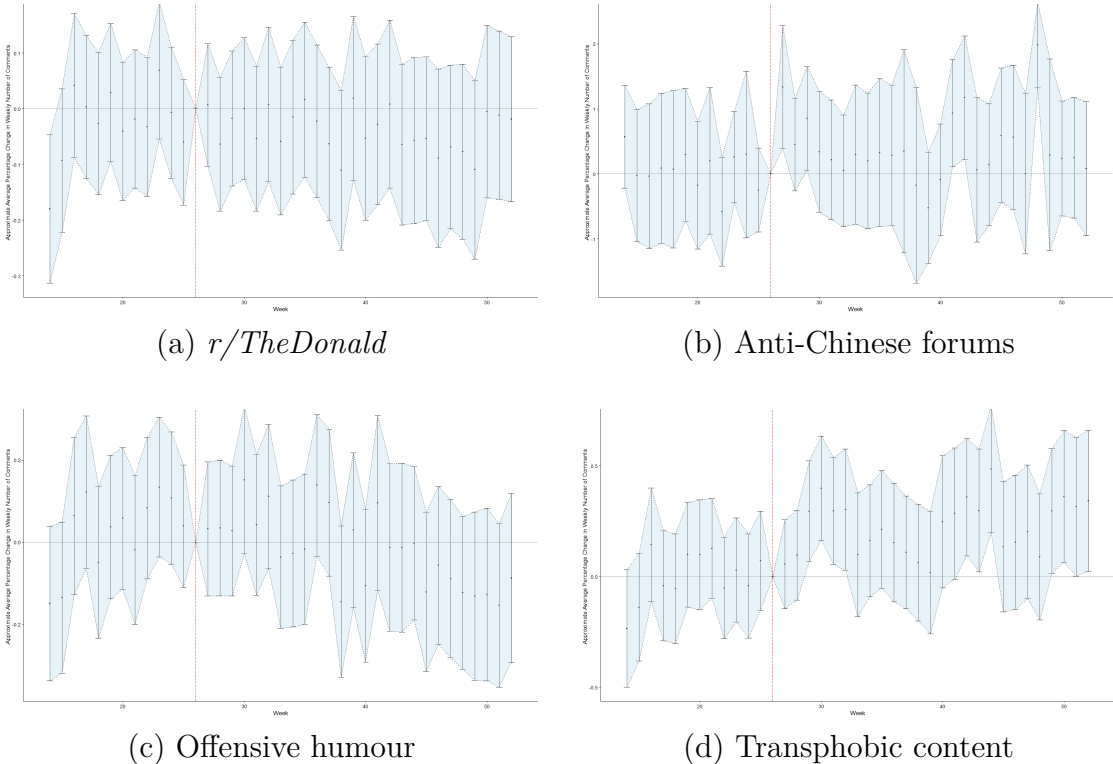 Approximate Average Percentage Change in Weekly Number of Comments
0.1
0.0
-0.1
-0.2
-0.3
20
30
40
50
Week
(a) r/TheDonald
Approximate Average Percentage Change in Weekly Number of Comments
2
1
0
-1
20
30
40
50
Week
(b) Anti-Chinese forums
Approximate Average Percentage Change in Weekly Number of Comments
0.2
0.0
-0.2
20
30
40
50
Week
(c) Offensive humour
Approximate Average Percentage Change in Weekly Number of Comments
0.5
0.0
-0.5
20
30
40
50
Week
(d) Transphobic content